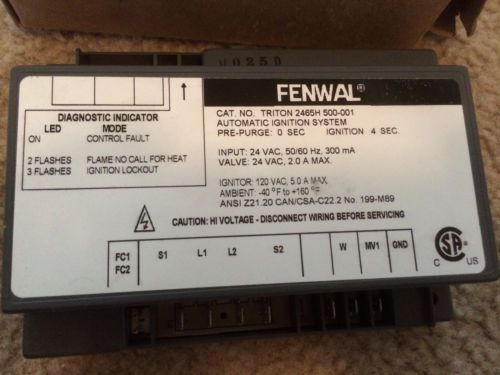 M025D
FENWAL®
DIAGNOSTIC INDICATOR
LED MODE
ON CONTROL FAULT
2 FLASHES FLAME NO CALL FOR HEAT
3 FLASHES IGNITION LOCKOUT
CAT. NO. TRITON 2465H 500-001
AUTOMATIC IGNITION SYSTEM
PRE-PURGE: 0 SEC IGNITION 4 SEC.
INPUT: 24 VAC, 50/60 HZ, 300 mA
VALVE: 24 VAC, 2.0 A MAX.
IGNITOR: 120 VAC, 5.0 A MAX.
AMBIENT: -40 °F to +160 °F
ANSI Z21.20 CAN/CSA-C22.2 No. 199-M89
CAUTION: HI VOLTAGE - DISCONNECT WIRING BEFORE SERVICING
FC1
FC2
S1 L1 L2 S2 W MV1 GND
C US